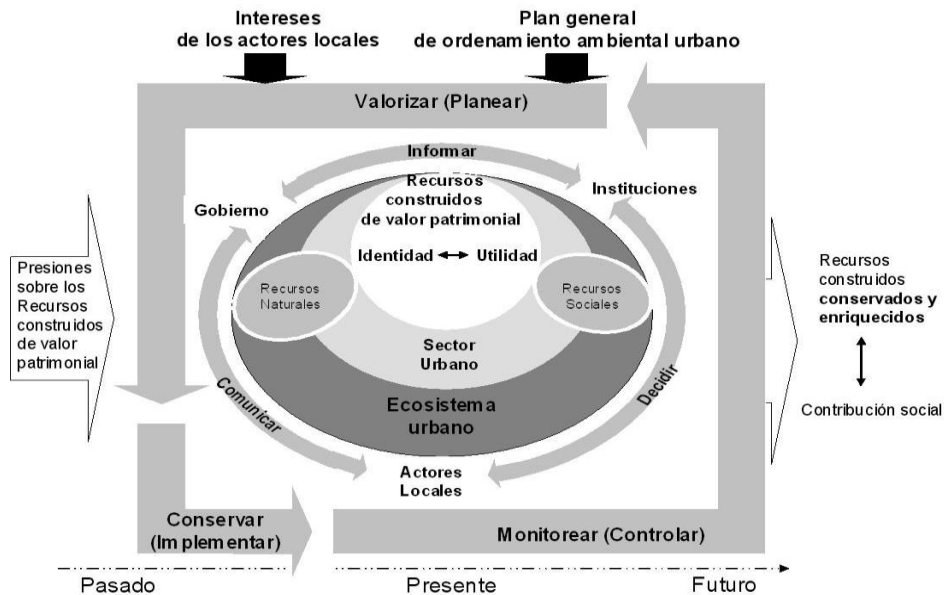 Intereses
de los actores locales
Plan general
de ordenamiento ambiental urbano
Valorizar (Planear)
Informar
Gobierno
Instituciones
Recursos
construidos
de valor patrimonial
Identidad
Utilidad
Recursos
Naturales
Recursos
Sociales
Sector
Urbano
Ecosistema
urbano
Comunicar
Decidir
Actores
Locales
Presiones
sobre los
Recursos
construidos
de valor
patrimonial
Recursos
construidos
conservados y
enriquecidos
Contribución social
Conservar
(Implementar)
Monitorear (Controlar)
Pasado
Presente
Futuro